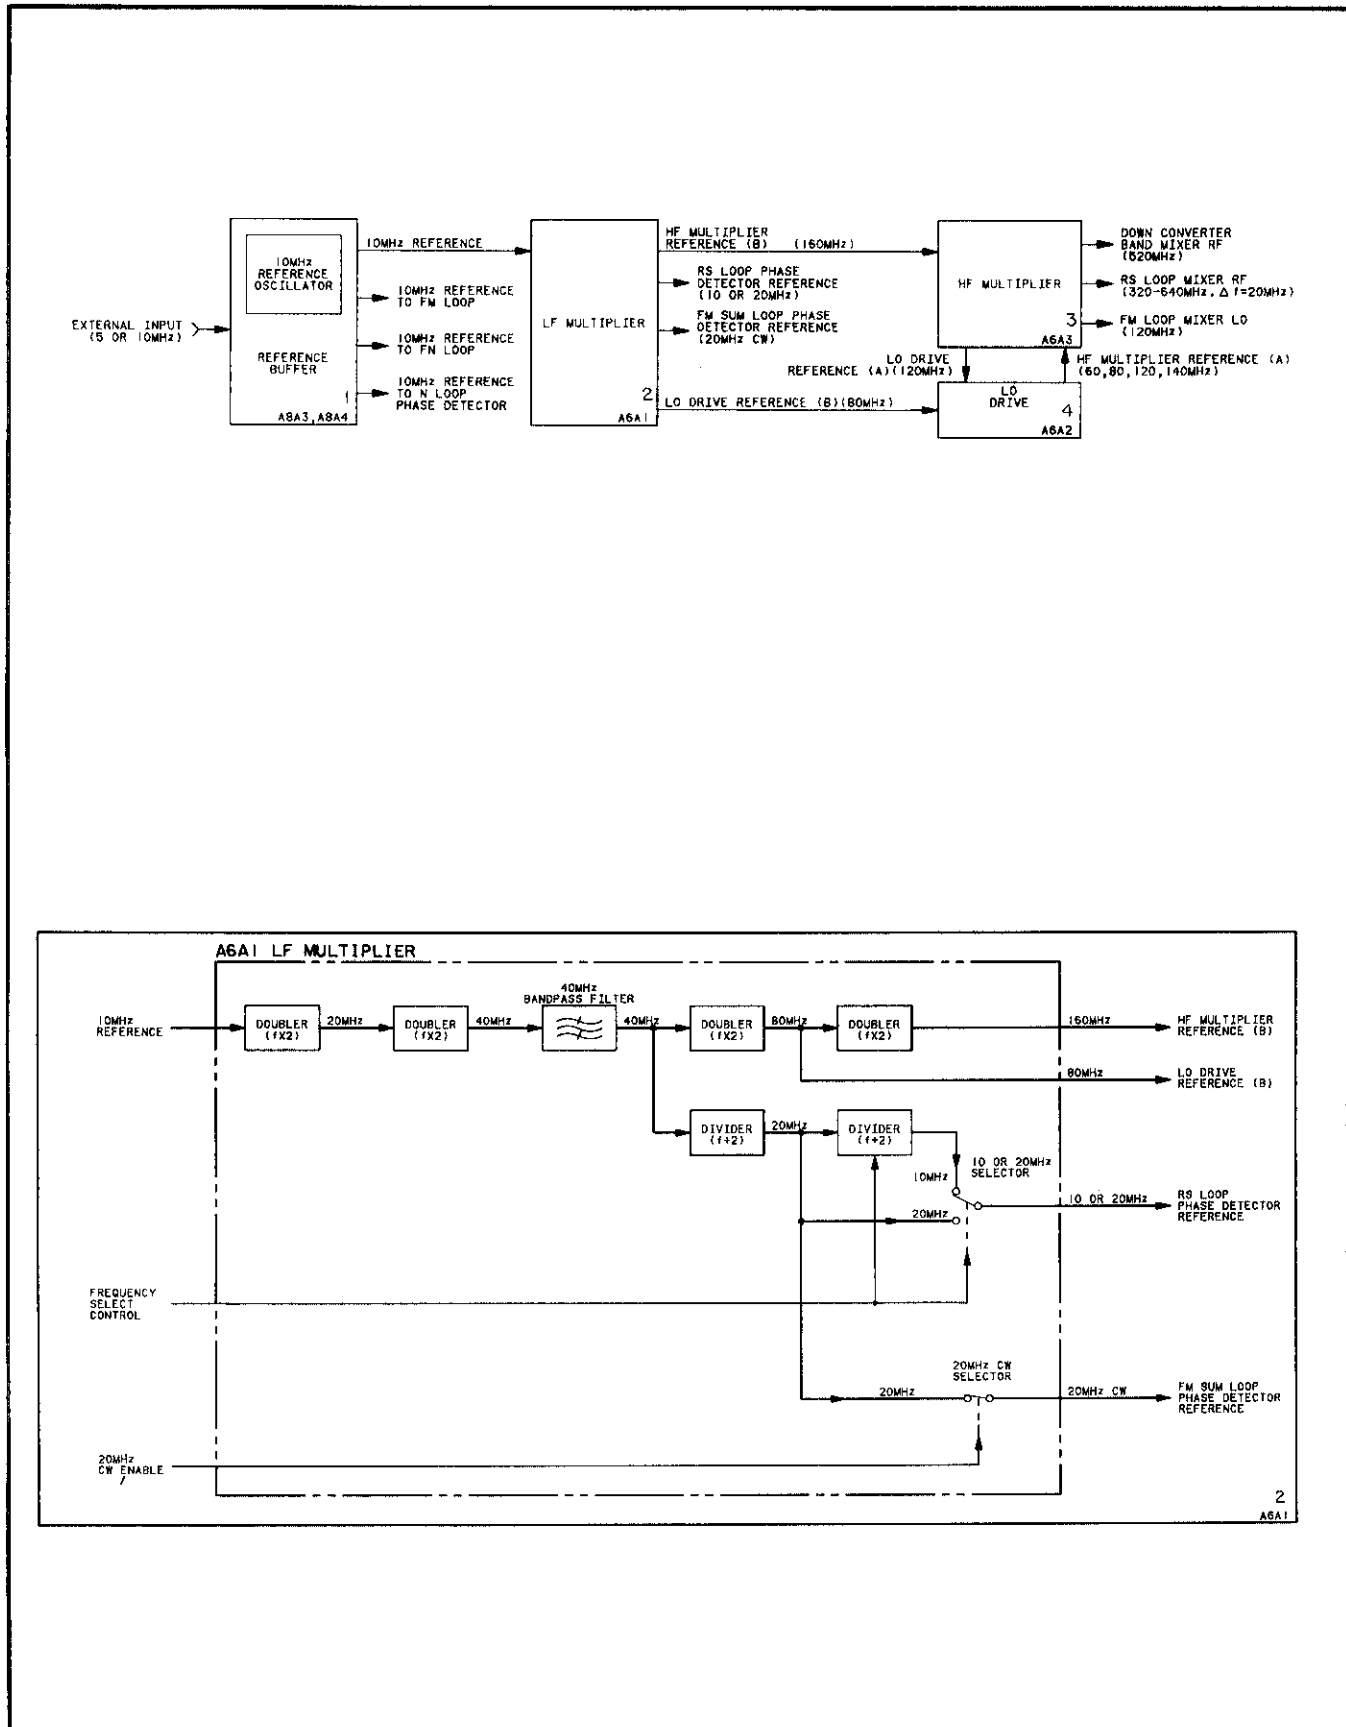 10MHz
REFERENCE
OSCILLATOR
EXTERNAL INPUT
(5 OR 10MHz)
REFERENCE
BUFFER
1
A8A3, A8A4
10MHz REFERENCE
10MHz REFERENCE
TO FM LOOP
10MHz REFERENCE
TO FN LOOP
10MHz REFERENCE
TO N LOOP
PHASE DETECTOR
LF MULTIPLIER
2
A6A1
HF MULTIPLIER
REFERENCE (B) (160MHz)
RS LOOP PHASE
DETECTOR REFERENCE
(10 OR 20MHz)
FM SUM LOOP PHASE
DETECTOR REFERENCE
(20MHz CW)
LO DRIVE REFERENCE (B)(80MHz)
HF MULTIPLIER
3
A6A3
LO DRIVE
REFERENCE (A)(120MHz)
HF MULTIPLIER REFERENCE (A)
(60,80,120,140MHz)
LO
DRIVE
4
A6A2
DOWN CONVERTER
BAND MIXER RF
(520MHz)
RS LOOP MIXER RF
(320-640MHz, Δ f=20MHz)
FM LOOP MIXER LO
(120MHz)
A6A1 LF MULTIPLIER
10MHz
REFERENCE
DOUBLER
(fX2)
20MHz
DOUBLER
(fX2)
40MHz
40MHz
BANDPASS FILTER
40MHz
DOUBLER
(fX2)
80MHz
DOUBLER
(fX2)
160MHz
HF MULTIPLIER
REFERENCE (B)
80MHz
LO DRIVE
REFERENCE (B)
DIVIDER
(f÷2)
20MHz
DIVIDER
(f÷2)
10 OR 20MHz
SELECTOR
10MHz
20MHz
10 OR 20MHz
RS LOOP
PHASE DETECTOR
REFERENCE
FREQUENCY
SELECT
CONTROL
20MHz CW
SELECTOR
20MHz
20MHz CW
FM SUM LOOP
PHASE DETECTOR
REFERENCE
20MHz
CW ENABLE
2
A6A1